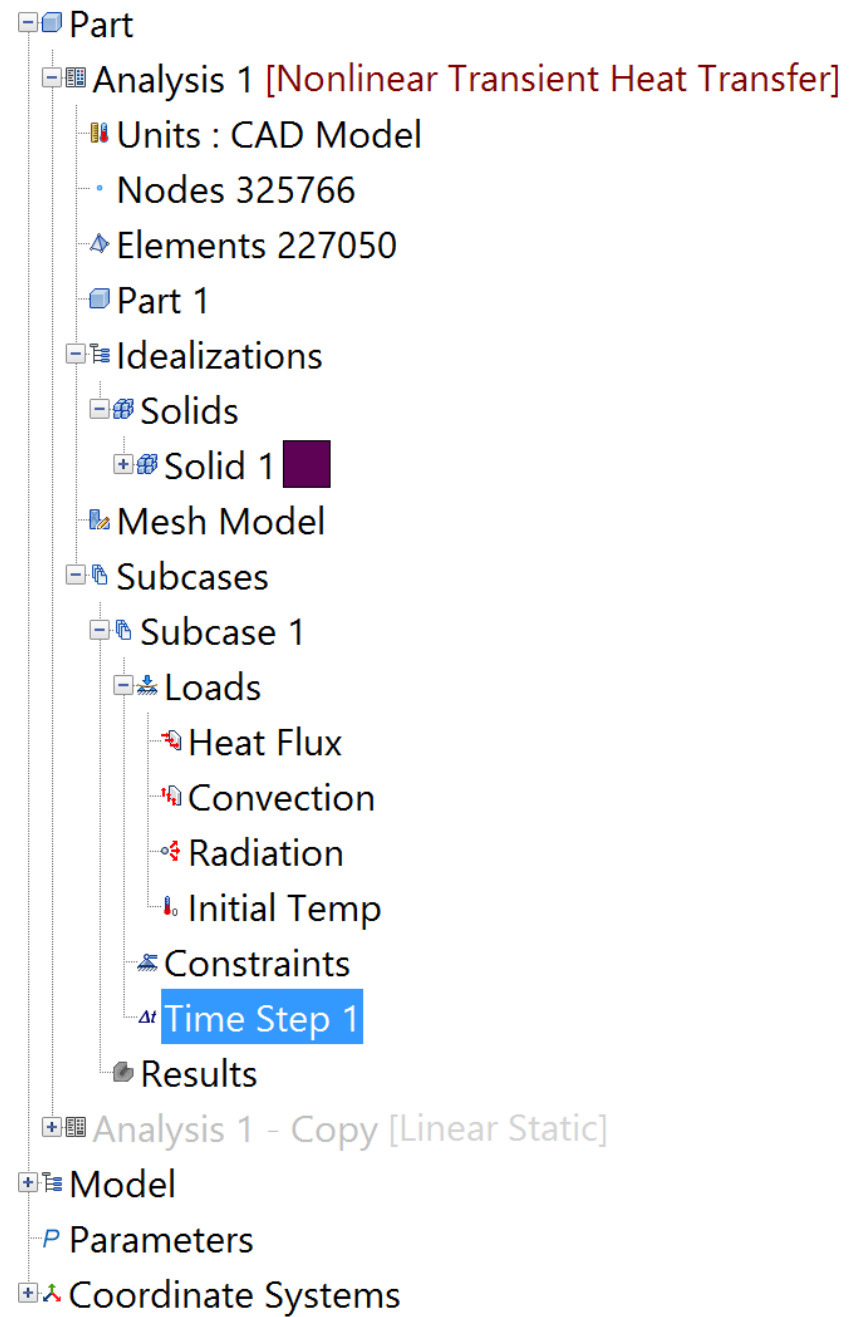 Part
Analysis 1 [Nonlinear Transient Heat Transfer]
Units : CAD Model
Nodes 325766
Elements 227050
Part 1
Idealizations
Solids
Solid 1
Mesh Model
Subcases
Subcase 1
Loads
Heat Flux
Convection
Radiation
Initial Temp
Constraints
Δt Time Step 1
Results
Analysis 1 - Copy [Linear Static]
Model
P Parameters
Coordinate Systems